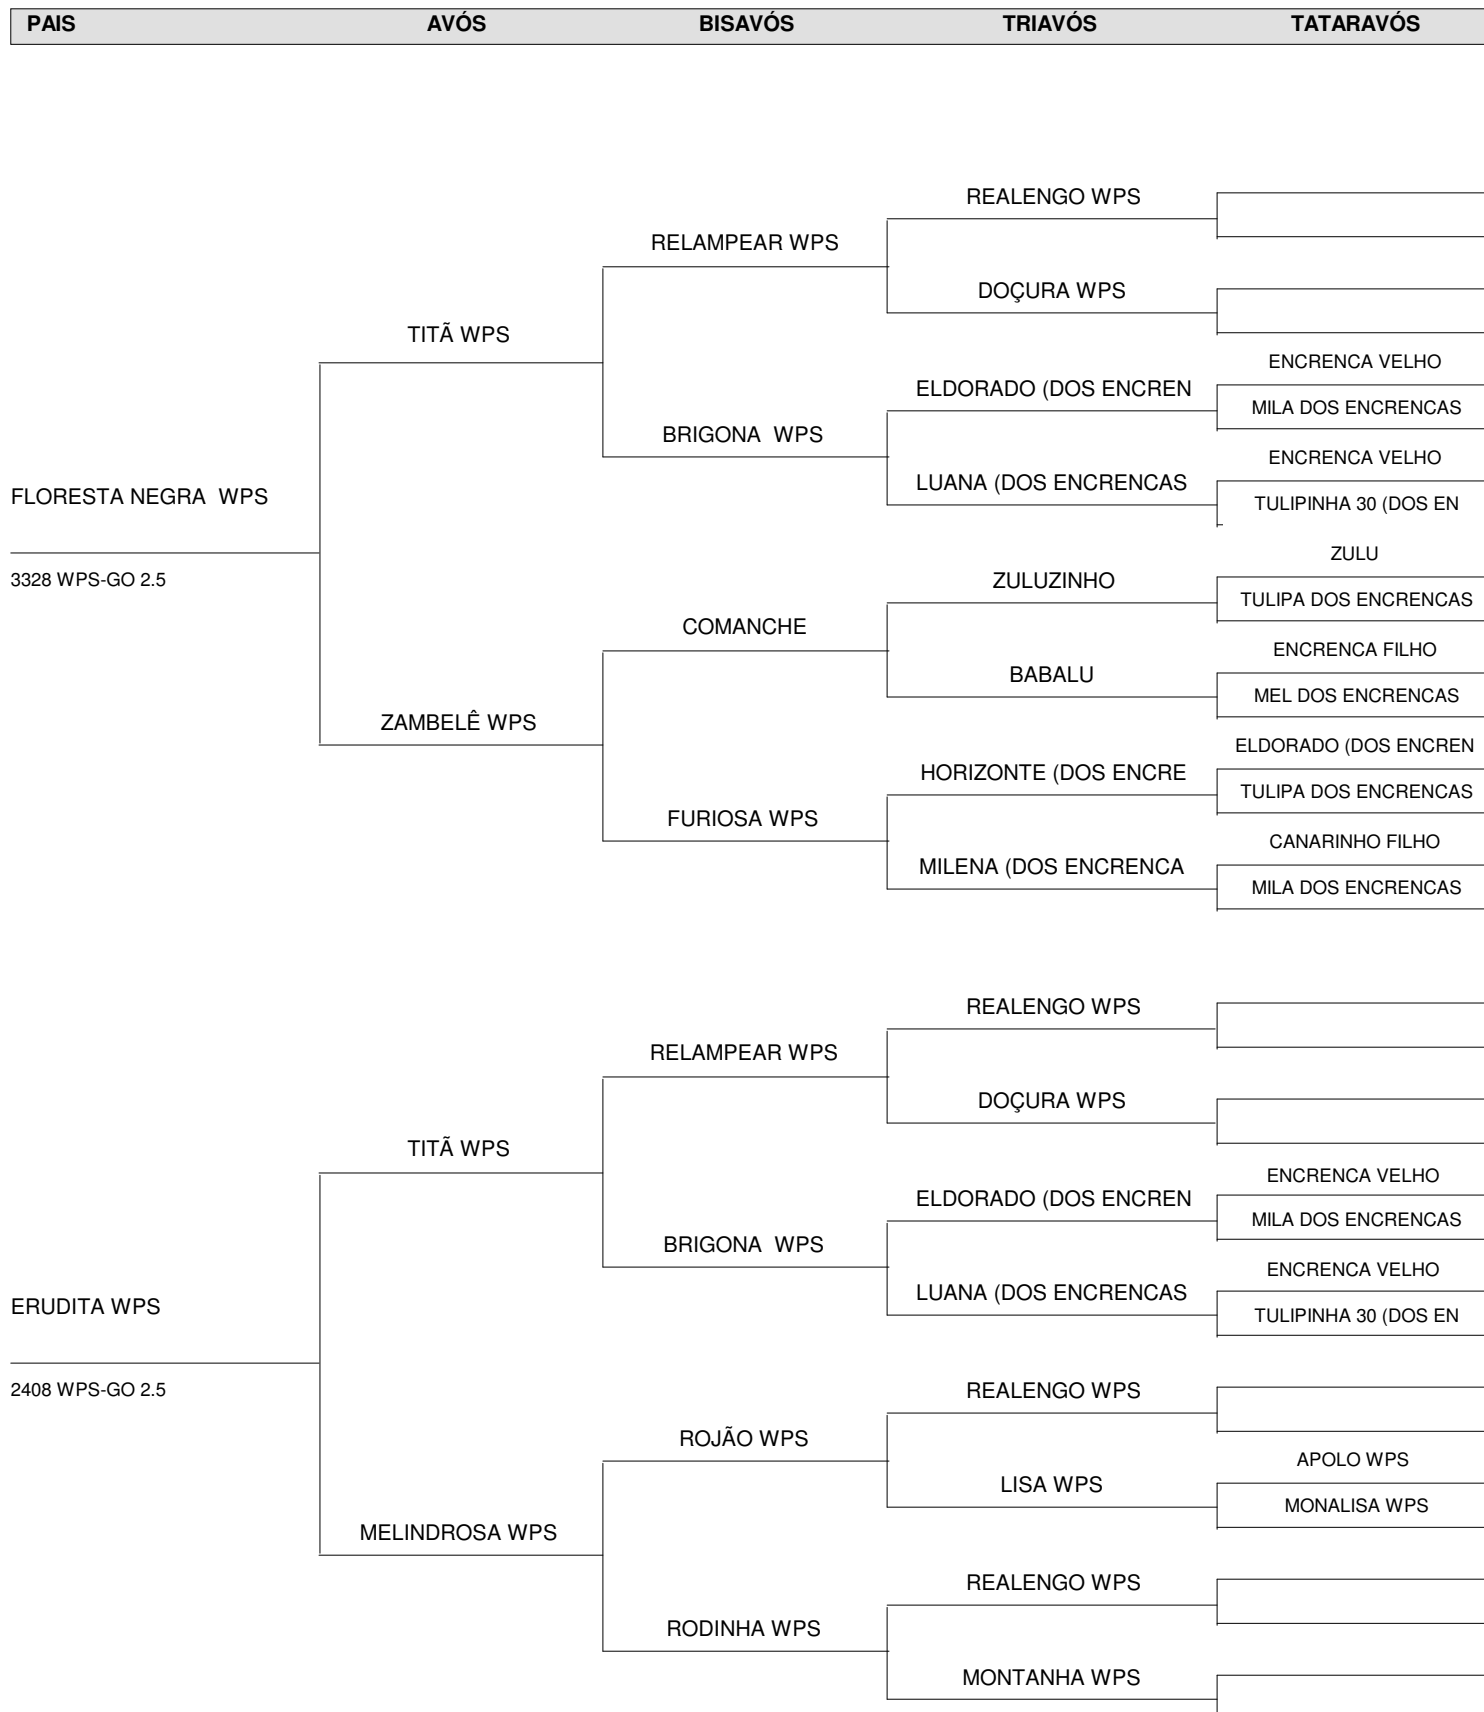 PAIS AVÓS BISAVÓS TRIAVÓS TATARAVÓS
REALENGO WPS
RELAMPEAR WPS
DOÇURA WPS
TITÃ WPS
ENCRENCA VELHO
ELDORADO (DOS ENCREN
MILA DOS ENCRENCAS
BRIGONA WPS
ENCRENCA VELHO
LUANA (DOS ENCRENCAS
TULIPINHA 30 (DOS EN
FLORESTA NEGRA WPS
3328 WPS-GO 2.5
ZULU
ZULUZINHO
TULIPA DOS ENCRENCAS
COMANCHE
ENCRENCA FILHO
BABALU
MEL DOS ENCRENCAS
ZAMBELÊ WPS
ELDORADO (DOS ENCREN
HORIZONTE (DOS ENCRE
TULIPA DOS ENCRENCAS
FURIOSA WPS
CANARINHO FILHO
MILENA (DOS ENCRENCA
MILA DOS ENCRENCAS
REALENGO WPS
RELAMPEAR WPS
DOÇURA WPS
TITÃ WPS
ENCRENCA VELHO
ELDORADO (DOS ENCREN
MILA DOS ENCRENCAS
BRIGONA WPS
ENCRENCA VELHO
LUANA (DOS ENCRENCAS
TULIPINHA 30 (DOS EN
ERUDITA WPS
2408 WPS-GO 2.5
REALENGO WPS
ROJÃO WPS
APOLO WPS
LISA WPS
MONALISA WPS
MELINDROSA WPS
REALENGO WPS
RODINHA WPS
MONTANHA WPS